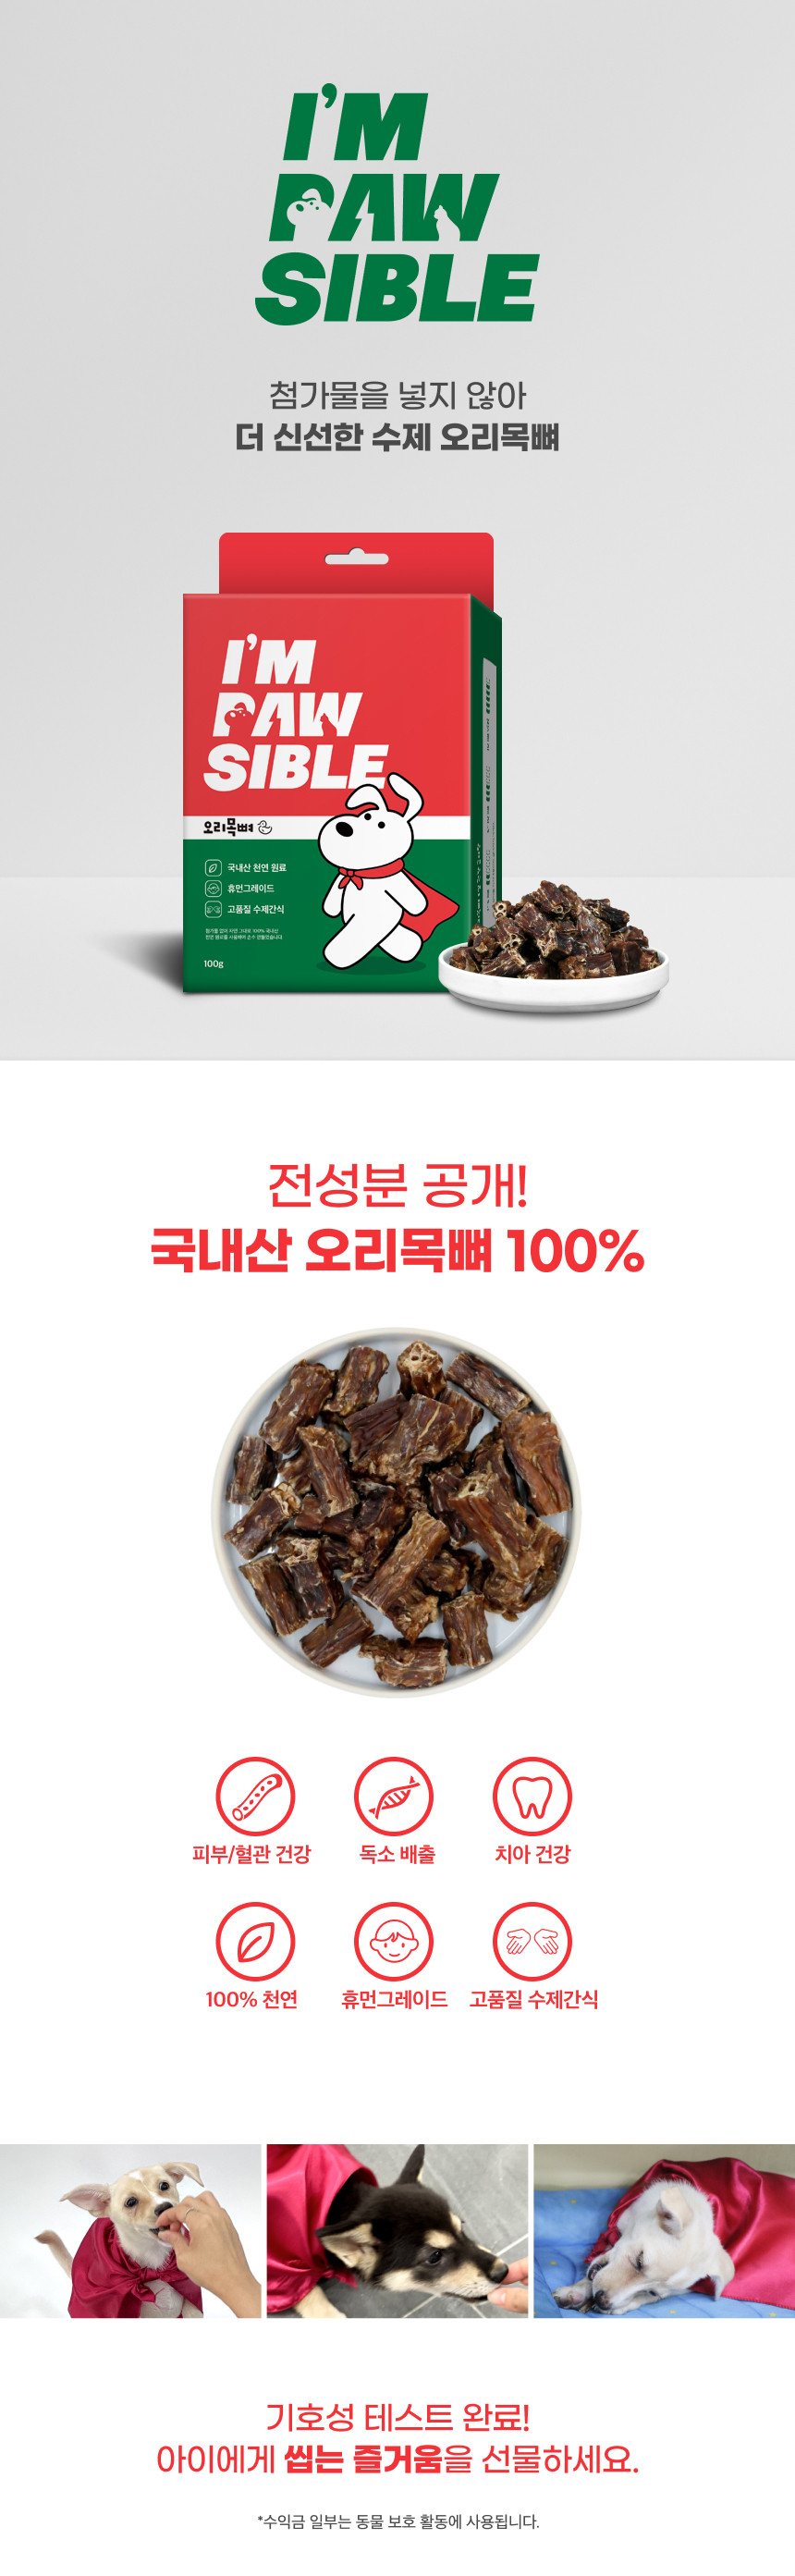 I'M
PAW
SIBLE
첨가물을 넣지 않아
더 신선한 수제 오리목뼈
I'M
PAW
SIBLE
오리목뼈
국내산 천연 원료
휴먼그레이드
고품질 수제간식
100g
전성분 공개!
국내산 오리목뼈 100%
피부/혈관 건강
독소 배출
치아 건강
100% 천연
휴먼그레이드
고품질 수제간식
기호성 테스트 완료!
아이에게 씹는 즐거움을 선물하세요.
*수익금 일부는 동물 보호 활동에 사용됩니다.